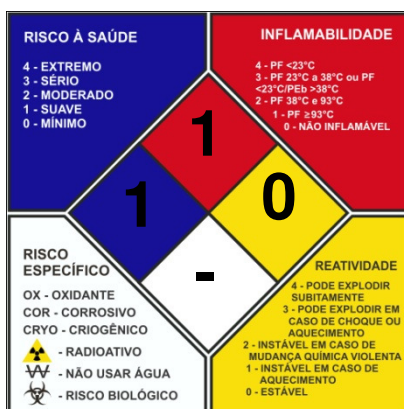 RISCO À SAÚDE
4 - EXTREMO
3 - SÉRIO
2 - MODERADO
1 - SUAVE
0 - MÍNIMO
INFLAMABILIDADE
4 - PF <23°C
3 - PF 23°C a 38°C ou PF
<23°C/PEb >38°C
2 - PF 38°C e 93°C
1 - PF ≥93°C
0 - NÃO INFLAMÁVEL
1
1
0
-
RISCO
ESPECÍFICO
OX - OXIDANTE
COR - CORROSIVO
CRYO - CRIOGÊNICO
- RADIOATIVO
W - NÃO USAR ÁGUA
- RISCO BIOLÓGICO
REATIVIDADE
4 - PODE EXPLODIR
SUBITAMENTE
3 - PODE EXPLODIR EM
CASO DE CHOQUE OU
AQUECIMENTO
2 - INSTÁVEL EM CASO DE
MUDANÇA QUÍMICA VIOLENTA
1 - INSTÁVEL EM CASO DE
AQUECIMENTO
0 - ESTÁVEL